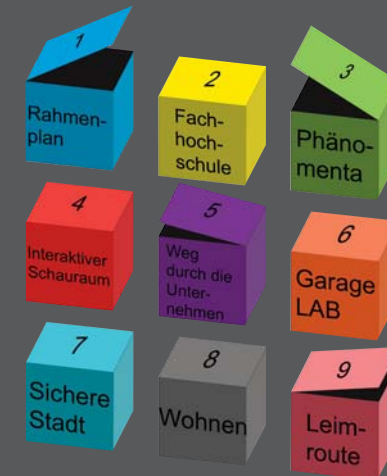 1
Rahmen-
plan
2
Fach-
hoch-
schule
3
Phäno-
menta
4
Interaktiver
Schauraum
5
Weg
durch die
Unter-
nehmen
6
Garage
LAB
7
Sichere
Stadt
8
Wohnen
9
Leim-
route